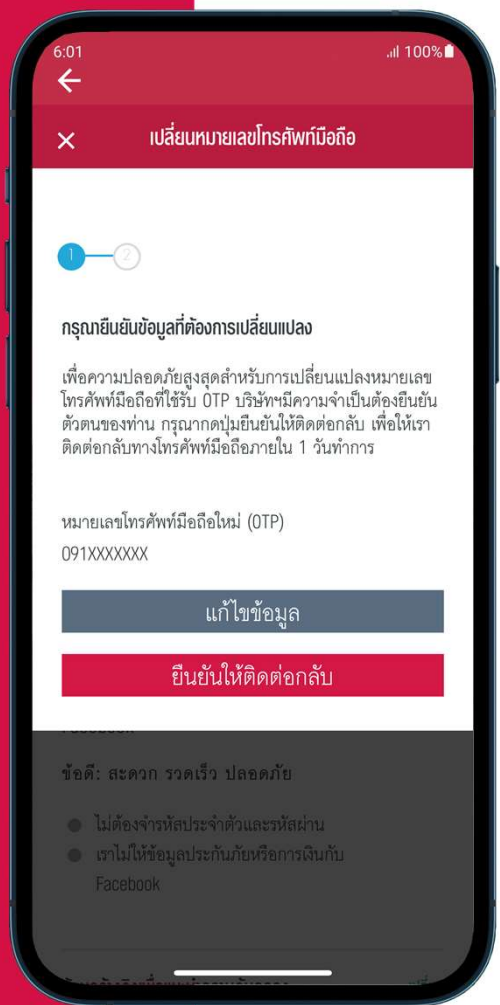 6:01
100%
เปลี่ยนหมายเลขโทรศัพท์มือถือ
1
2
กรุณายืนยันข้อมูลที่ต้องการเปลี่ยนแปลง
เพื่อความปลอดภัยสูงสุดสำหรับการเปลี่ยนแปลงหมายเลข
โทรศัพท์มือถือที่ใช้รับ OTP บริษัทฯมีความจำเป็นต้องยืนยัน
ตัวตนของท่าน กรุณากดปุ่มยืนยันให้ติดต่อกลับ เพื่อให้เรา
ติดต่อกลับทางโทรศัพท์มือถือภายใน 1 วันทำการ
หมายเลขโทรศัพท์มือถือใหม่ (OTP)
091XXXXXXX
แก้ไขข้อมูล
ยืนยันให้ติดต่อกลับ
ข้อดี: สะดวก รวดเร็ว ปลอดภัย
ไม่ต้องจำรหัสประจำตัวและรหัสผ่าน
เราไม่ให้ข้อมูลประกันภัยหรือการเงินกับ
Facebook